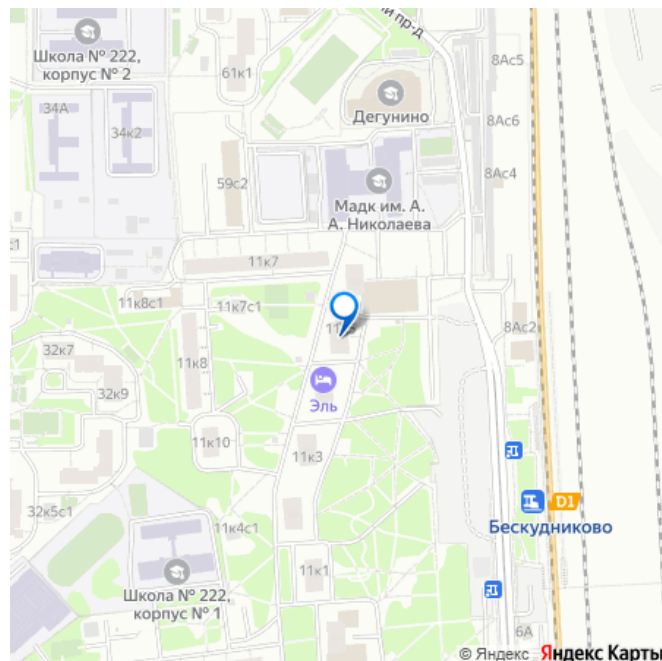 ый пр-д
Школа № 222,
корпус № 2
61к1
8Ас5
34А
34к2
Дегунино
8Ас6
59с2
8Ас4
Мадк им. А.
А. Николаева
к1
11к7
11к8с1
11к7с1
8Ас2
32к7
11к8
32к9
Эль
11к10
11к3
32к5с1
11к4с1
D1
Бескудниково
11к1
Школа № 222,
корпус № 1
6А
© Яндекс Яндекс Карты